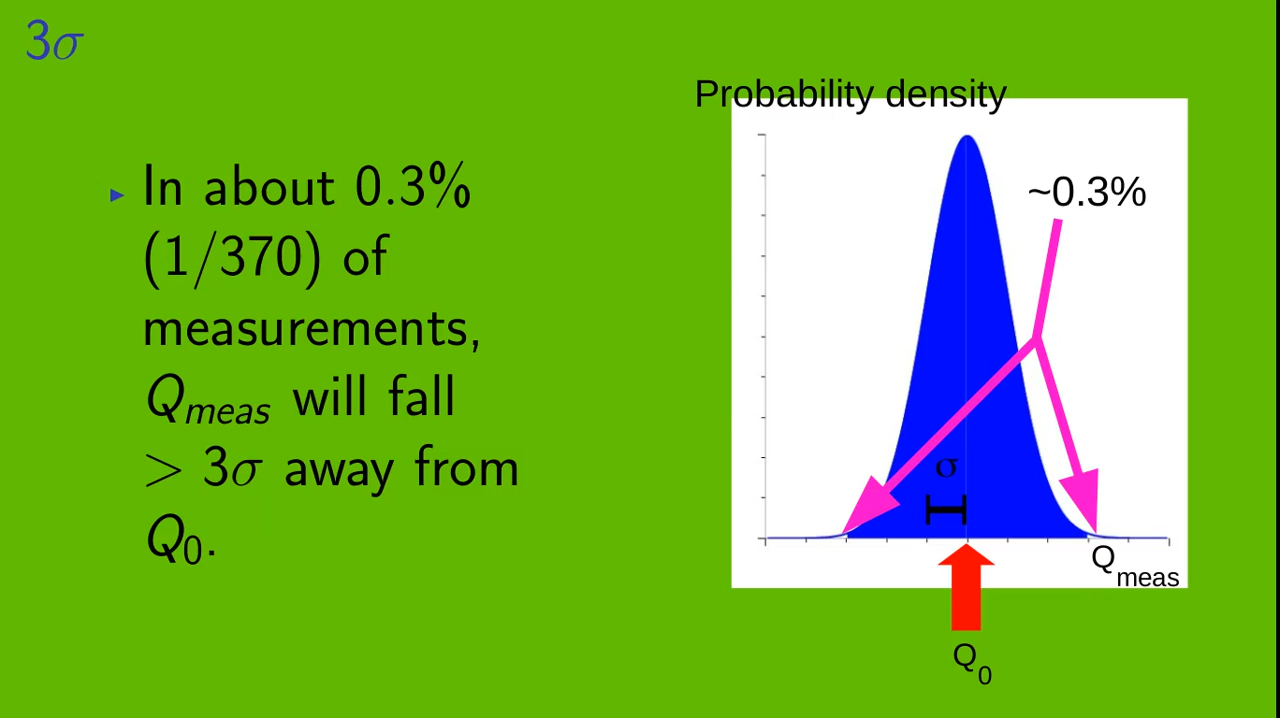 3σ
▸ In about 0.3%
(1/370) of
measurements,
Qmeas will fall
> 3σ away from
Q0.
Probability density
~0.3%
σ
Qmeas
Q0